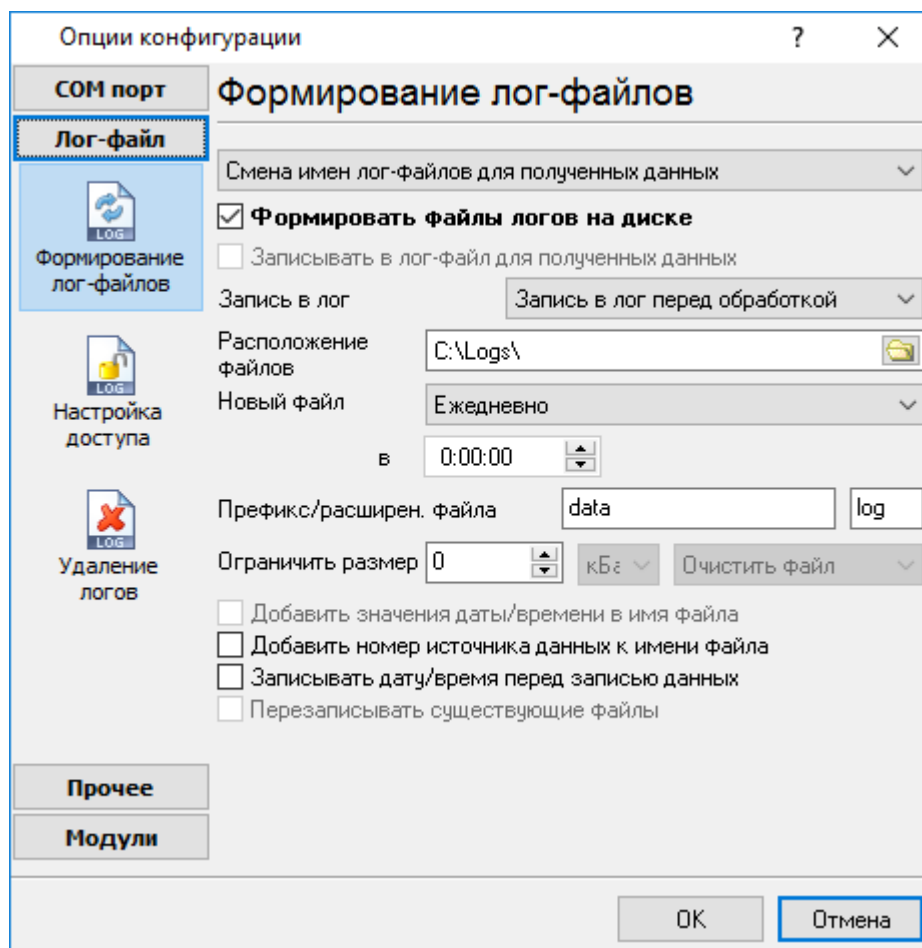 Опции конфигурации
?
COM порт
Лог-файл
LOG
Формирование
лог-файлов
LOG
Настройка
доступа
LOG
Удаление
логов
Прочее
Модули
Формирование лог-файлов
Смена имен лог-файлов для полученных данных
Формировать файлы логов на диске
Записывать в лог-файл для полученных данных
Запись в лог Запись в лог перед обработкой
Расположение
файлов
C:\Logs\
Новый файл Ежедневно
в 0:00:00
Префикс/расширен. файла data log
Ограничить размер 0 кБа Очистить файл
Добавить значения даты/времени в имя файла
Добавить номер источника данных к имени файла
Записывать дату/время перед записью данных
Перезаписывать существующие файлы
OK Отмена